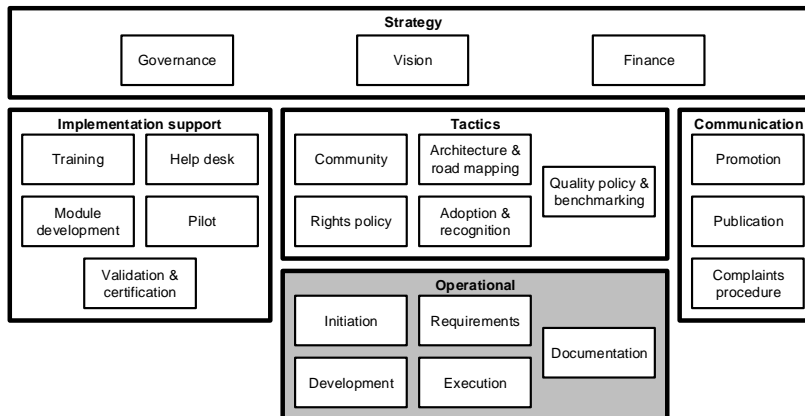 Strategy
Governance
Vision
Finance
Implementation support
Training
Help desk
Module
development
Pilot
Validation &
certification
Tactics
Community
Architecture &
road mapping
Rights policy
Adoption &
recognition
Quality policy &
benchmarking
Communication
Promotion
Publication
Complaints
procedure
Operational
Initiation
Requirements
Development
Execution
Documentation